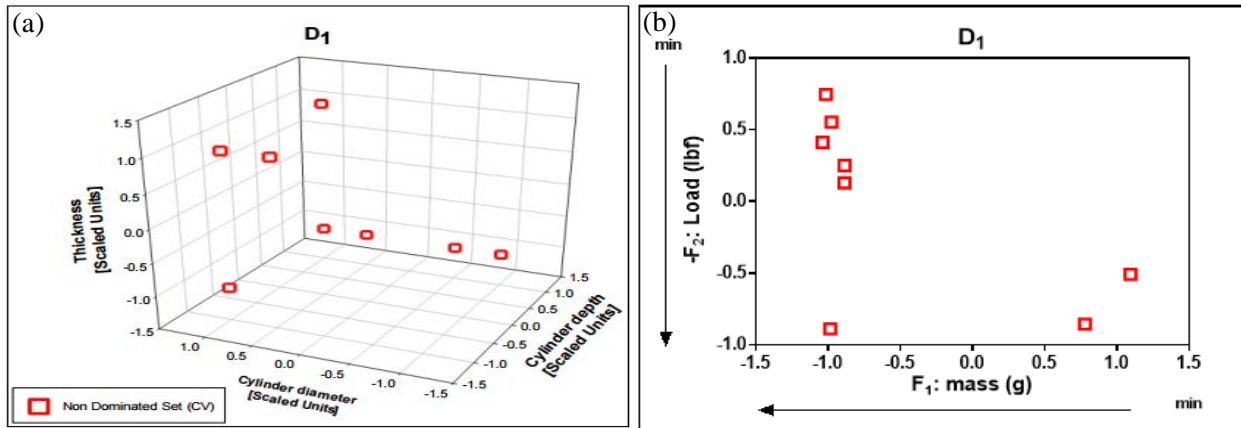 (a)
D1
1.5
1.0
0.5
0.0
-0.5
-1.0
-1.5
Thickness
[Scaled Units]
1.0
0.5
0.0
-0.5
-1.0
-1.5
Cylinder diameter
[Scaled Units]
1.5
1.0
0.5
0.0
-0.5
-1.0
-1.5
Cylinder depth
[Scaled Units]
Non Dominated Set (CV)
(b)
D1
min
1.0
0.5
0.0
-0.5
-1.0
-F2: Load (lbf)
-1.5 -1.0 -0.5 0.0 0.5 1.0 1.5
F1: mass (g)
min